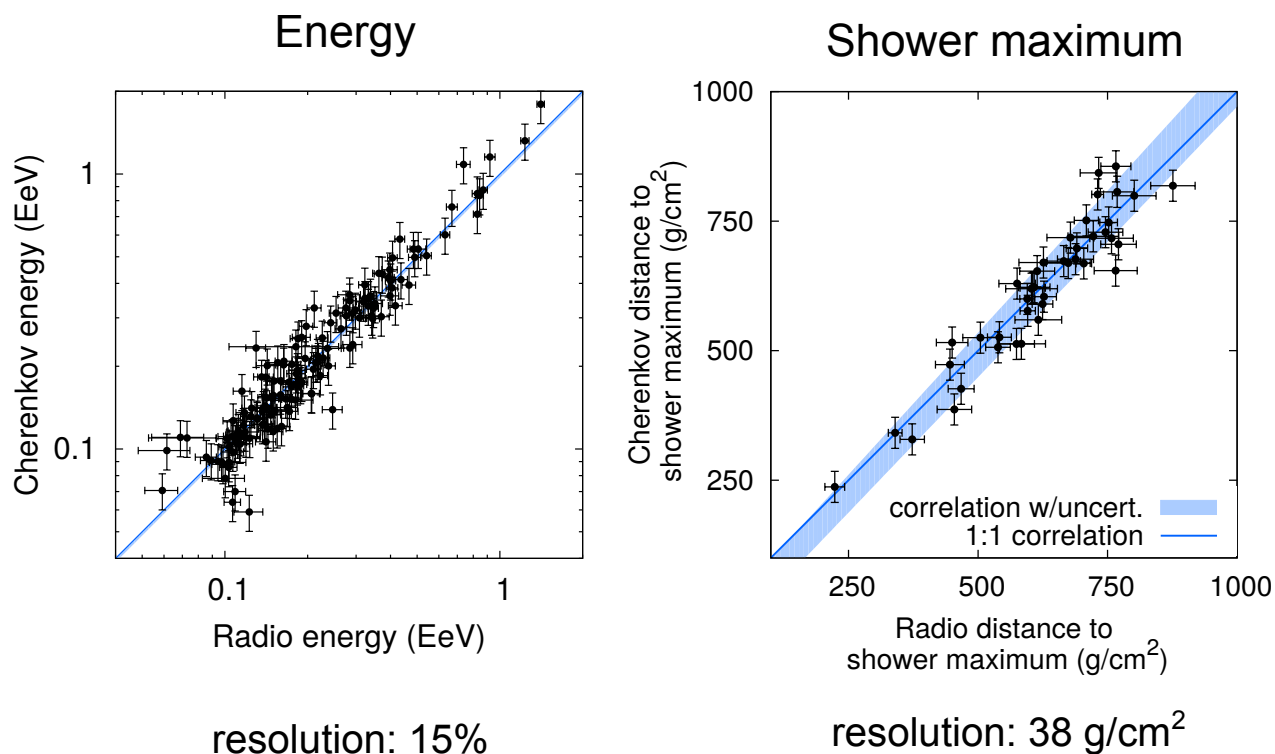 Energy
Cherenkov energy (EeV)
1
0.1
0.1
1
Radio energy (EeV)
resolution: 15%
Shower maximum
Cherenkov distance to
shower maximum (g/cm²)
1000
750
500
250
correlation w/uncert.
1:1 correlation
250
500
750
1000
Radio distance to
shower maximum (g/cm²)
resolution: 38 g/cm²